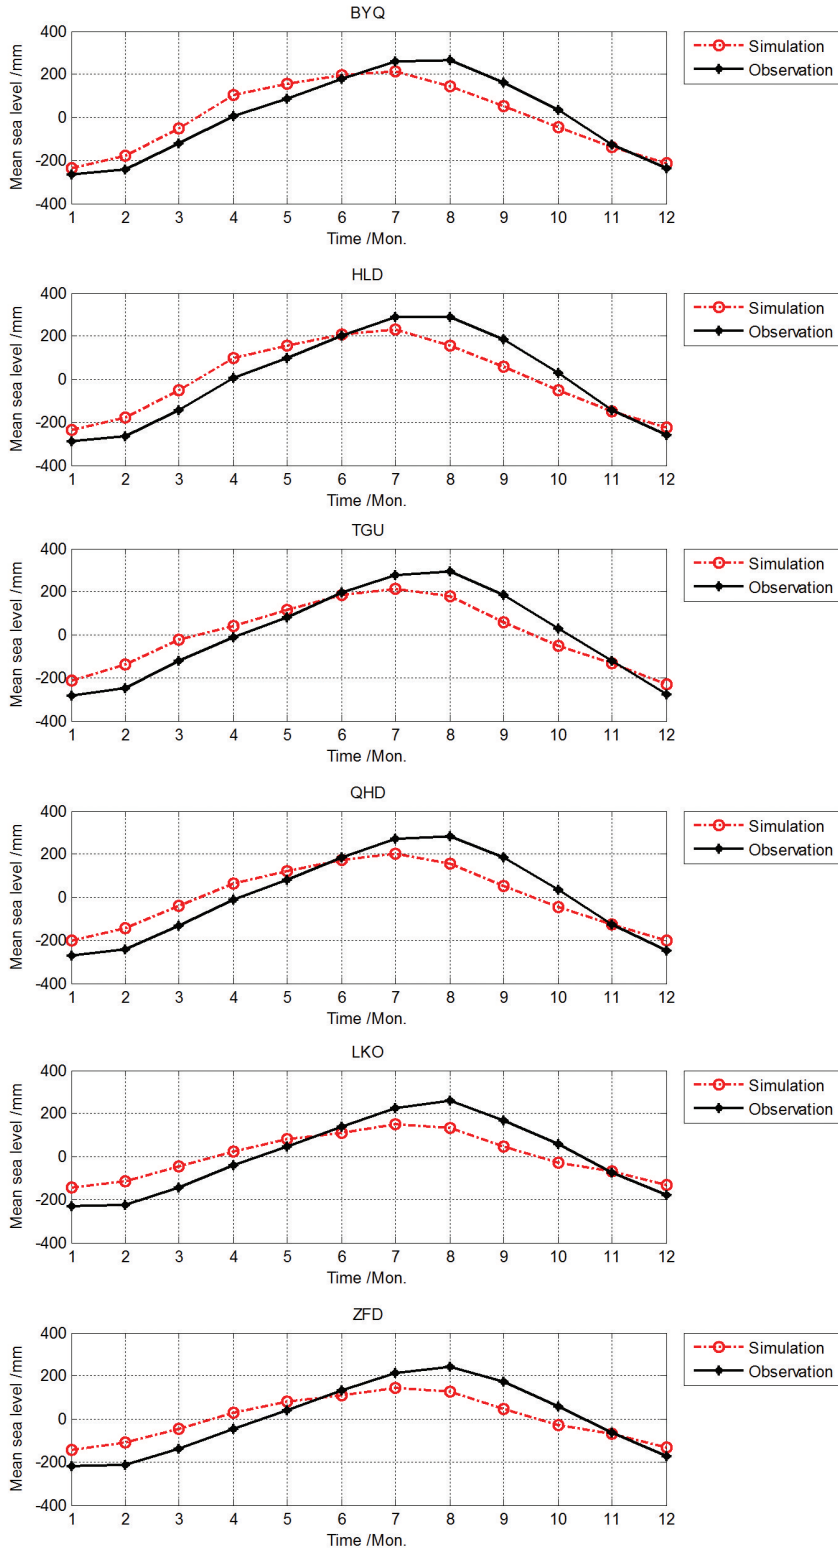 BYQ
400
200
0
-200
-400
Mean sea level /mm
1 2 3 4 5 6 7 8 9 10 11 12
Time /Mon.
Simulation
Observation
HLD
400
200
0
-200
-400
Mean sea level /mm
1 2 3 4 5 6 7 8 9 10 11 12
Time /Mon.
Simulation
Observation
TGU
400
200
0
-200
-400
Mean sea level /mm
1 2 3 4 5 6 7 8 9 10 11 12
Time /Mon.
Simulation
Observation
QHD
400
200
0
-200
-400
Mean sea level /mm
1 2 3 4 5 6 7 8 9 10 11 12
Time /Mon.
Simulation
Observation
LKO
400
200
0
-200
-400
Mean sea level /mm
1 2 3 4 5 6 7 8 9 10 11 12
Time /Mon.
Simulation
Observation
ZFD
400
200
0
-200
-400
Mean sea level /mm
1 2 3 4 5 6 7 8 9 10 11 12
Time /Mon.
Simulation
Observation